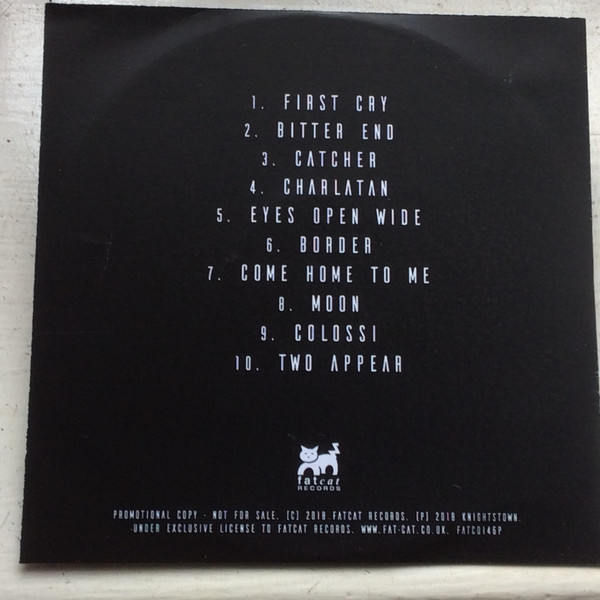 1. FIRST CRY
2. BITTER END
3. CATCHER
4. CHARLATAN
5. EYES OPEN WIDE
6. BORDER
7. COME HOME TO ME
8. MOON
9. COLOSSI
10. TWO APPEAR
fatcat
RECORDS
PROMOTIONAL COPY - NOT FOR SALE. (C) 2018 FATCAT RECORDS. (P) 2018 KNIGHTSTOWN.
-UNDER EXCLUSIVE LICENSE TO FATCAT RECORDS. WWW.FAT-CAT.CO.UK. FATCD146P